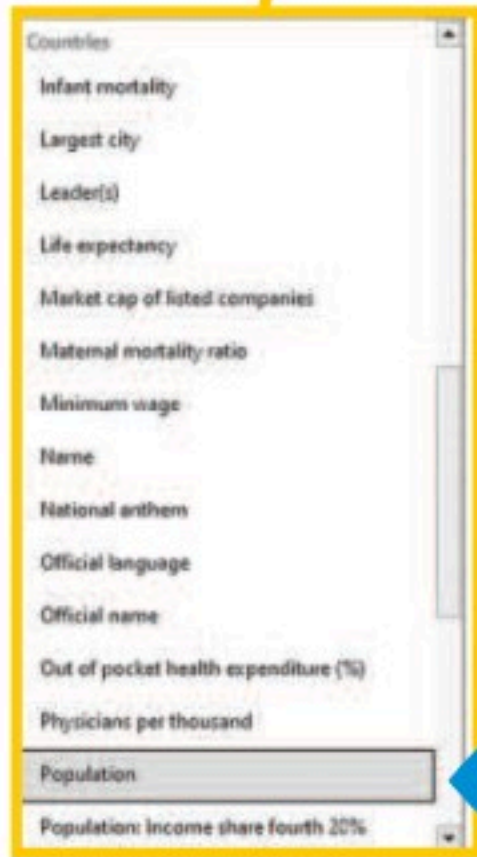 Countries
Infant mortality
Largest city
Leader(s)
Life expectancy
Market cap of listed companies
Maternal mortality ratio
Minimum wage
Name
National anthem
Official language
Official name
Out of pocket health expenditure (%)
Physicians per thousand
Population
Population: Income share fourth 20%